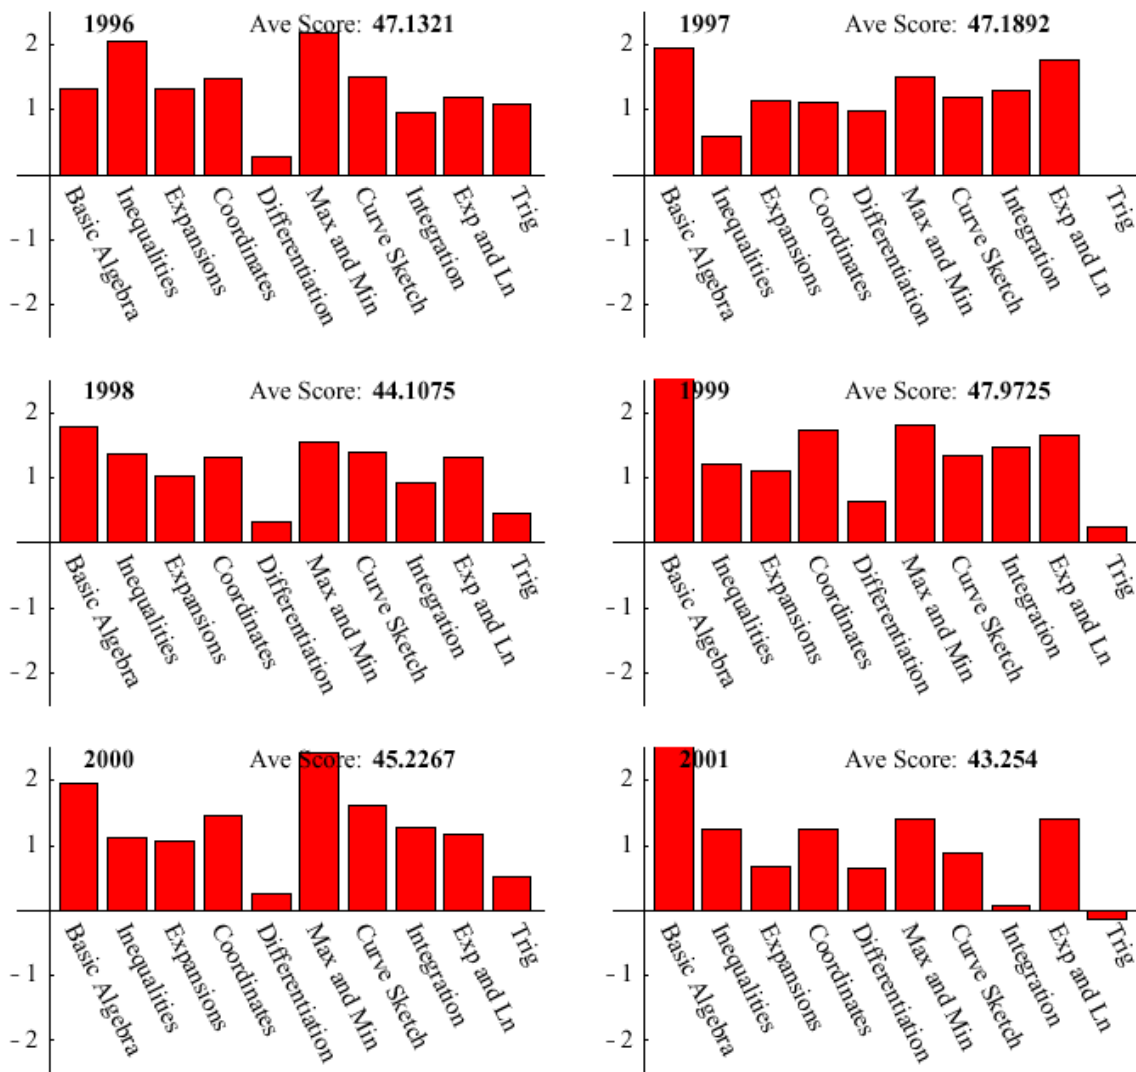 1996 Ave Score: 47.1321
2
1
- 1
- 2
Basic Algebra
Inequalities
Expansions
Coordinates
Differentiation
Max and Min
Curve Sketch
Integration
Exp and Ln
Trig
1997 Ave Score: 47.1892
2
1
- 1
- 2
Basic Algebra
Inequalities
Expansions
Coordinates
Differentiation
Max and Min
Curve Sketch
Integration
Exp and Ln
Trig
1998 Ave Score: 44.1075
2
1
- 1
- 2
Basic Algebra
Inequalities
Expansions
Coordinates
Differentiation
Max and Min
Curve Sketch
Integration
Exp and Ln
Trig
1999 Ave Score: 47.9725
2
1
- 1
- 2
Basic Algebra
Inequalities
Expansions
Coordinates
Differentiation
Max and Min
Curve Sketch
Integration
Exp and Ln
Trig
2000 Ave Score: 45.2267
2
1
- 1
- 2
Basic Algebra
Inequalities
Expansions
Coordinates
Differentiation
Max and Min
Curve Sketch
Integration
Exp and Ln
Trig
2001 Ave Score: 43.254
2
1
- 1
- 2
Basic Algebra
Inequalities
Expansions
Coordinates
Differentiation
Max and Min
Curve Sketch
Integration
Exp and Ln
Trig